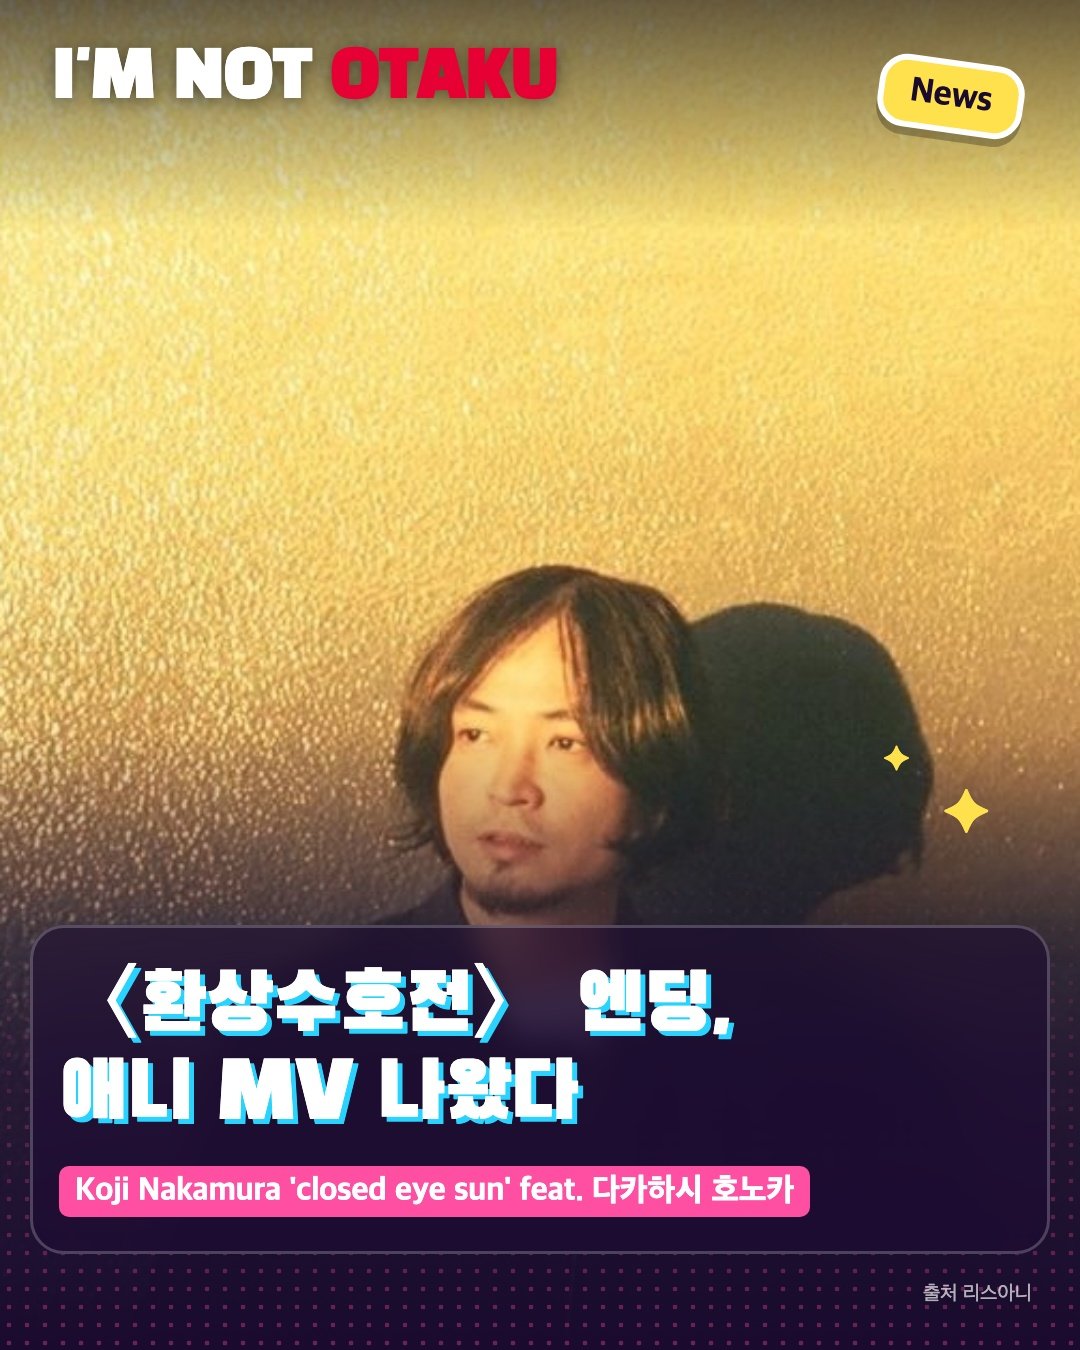 I'M NOT OTAKU
News
〈환상수호전〉 엔딩,
애니 MV 나왔다
Koji Nakamura 'closed eye sun' feat. 다카하시 호노카
출처 리스아니